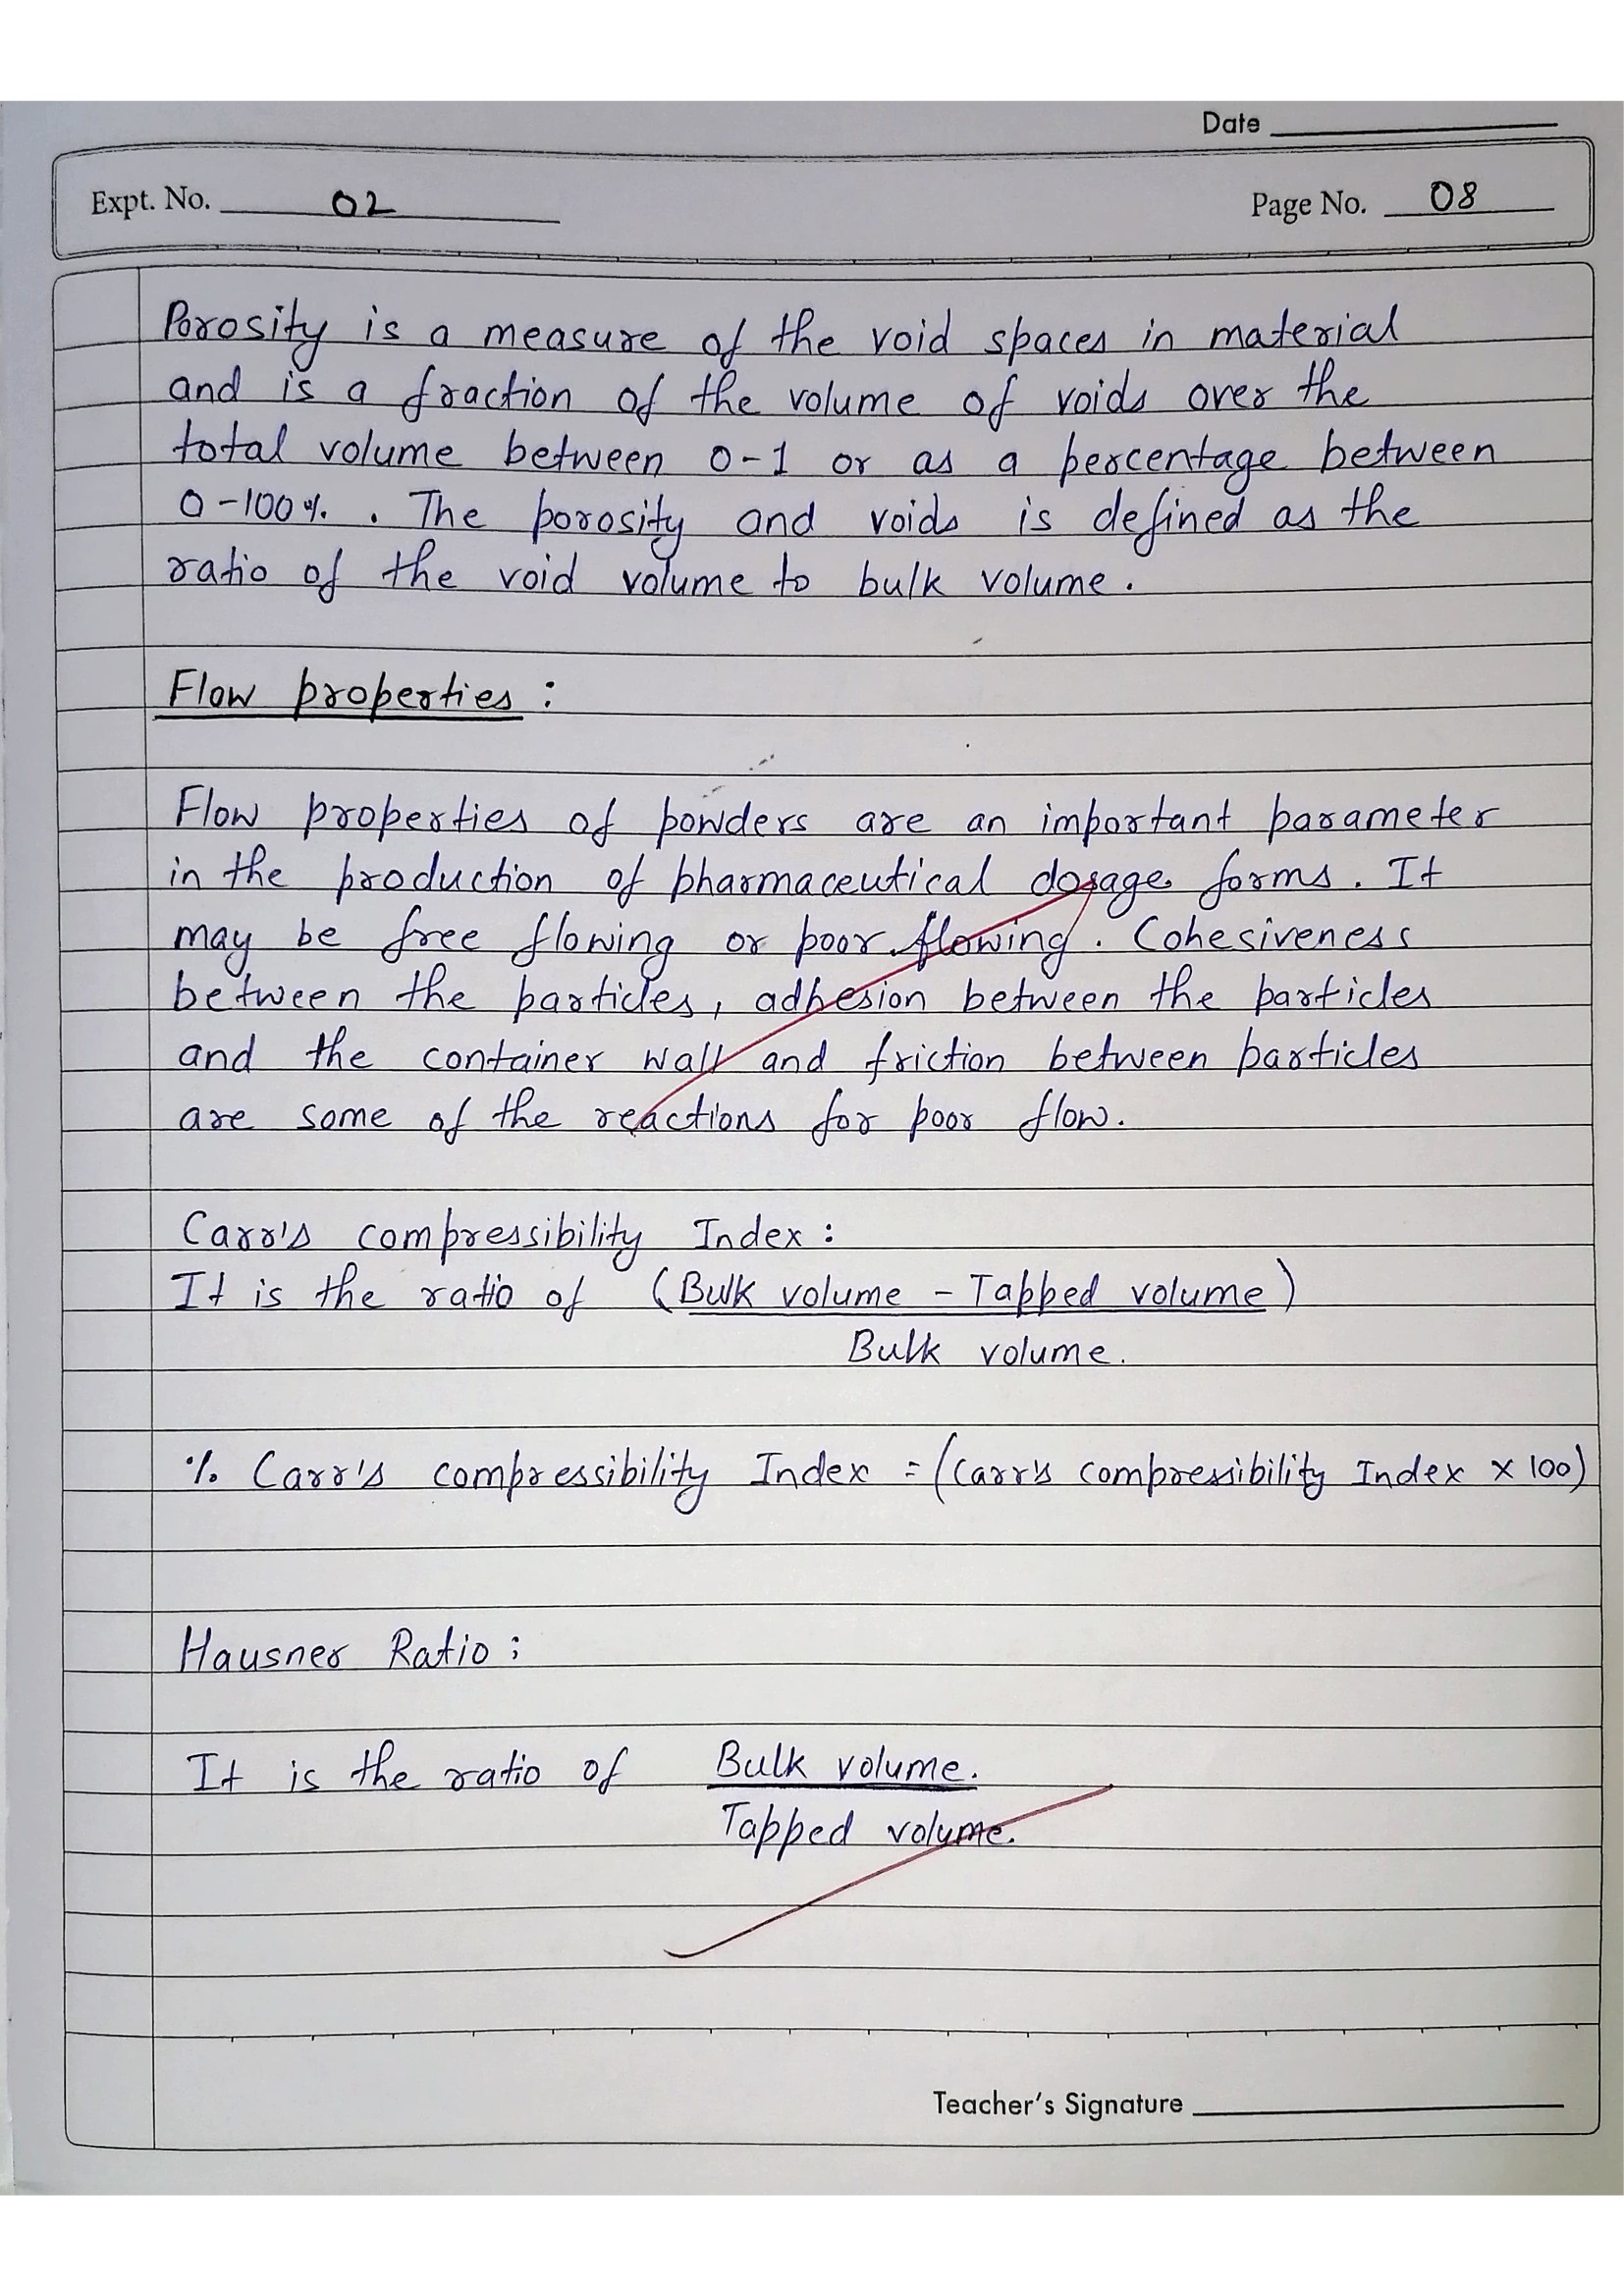 Date
Expt. No. 02
Page No. 08
Porosity is a measure of the void spaces in material
and is a fraction of the volume of voids over the
total volume between 0-1 or as a percentage between
0-100%. The porosity and voids is defined as the
ratio of the void volume to bulk volume.
Flow properties :
Flow properties of powders are an important parameter
in the production of pharmaceutical dosage forms. It
may be free flowing or poor flowing. Cohesiveness
between the particles, adhesion between the particles
and the container wall and friction between particles
are some of the reactions for poor flow.
Carr's compressibility Index :
It is the ratio of (Bulk volume - Tapped volume)
Bulk volume.
% Carr's compressibility Index = (Carr's compressibility Index x 100)
Hausner Ratio :
It is the ratio of Bulk volume.
Tapped volume.
Teacher's Signature